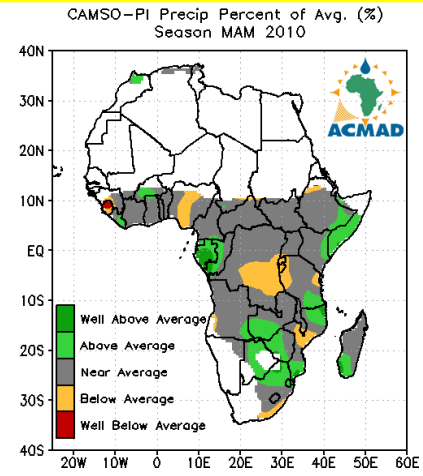 CAMSO-PI Precip Percent of Avg. (%)
Season MAM 2010
40N
30N
20N
10N
EQ
10S
20S
30S
40S
ACMAD
Well Above Average
Above Average
Near Average
Below Average
Well Below Average
20W 10W 0 10E 20E 30E 40E 50E 60E